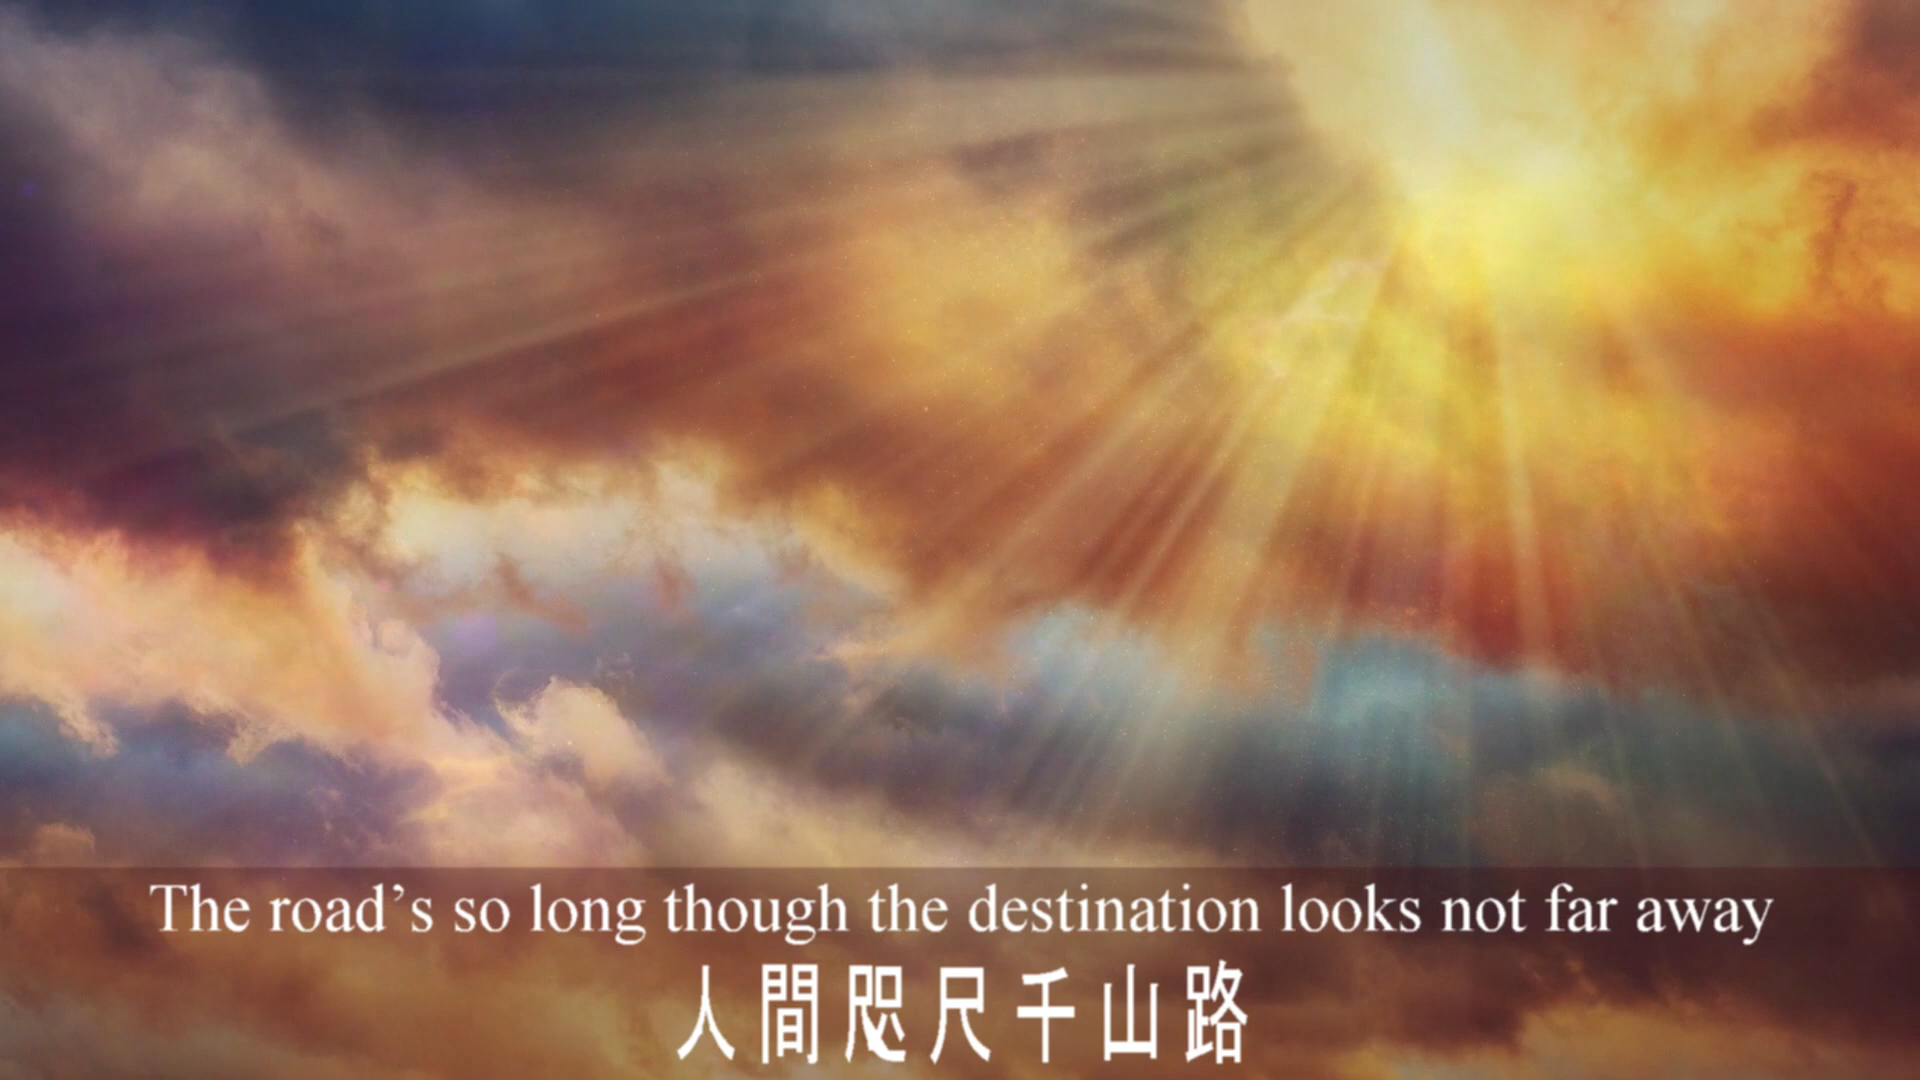 The road’s so long though the destination looks not far away
人間咫尺千山路